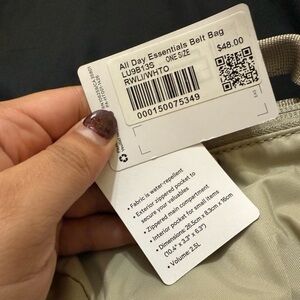 All Day Essentials Belt Bag
LU9B13S ONE SIZE
RWLI/WHTO
$48.00
000150075349
• Fabric is water-repellent
• Exterior zippered pocket to
secure your valuables
• Zippered main compartment
• Interior pocket for small items
• Dimensions: 26.5cm x 8.3cm x 16cm
(10.4" x 3.3" x 6.3")
• Volume: 2.5L